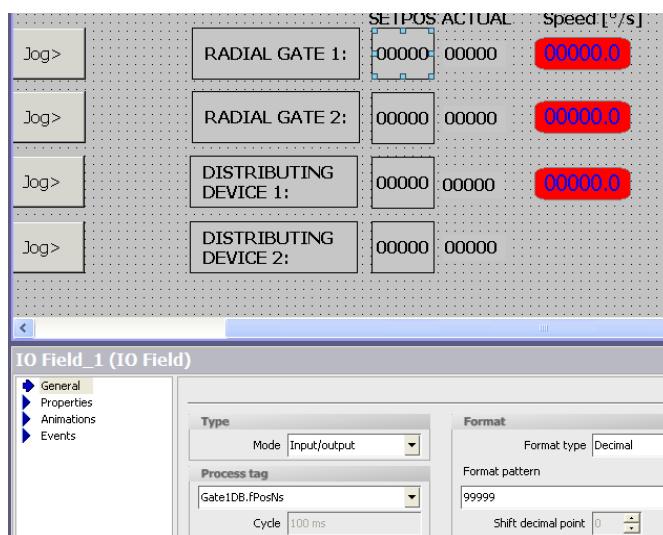 SETPOS ACTUAL Speed [°/s]
Jog> RADIAL GATE 1: 00000 00000 00000.0
Jog> RADIAL GATE 2: 00000 00000 00000.0
Jog> DISTRIBUTING
DEVICE 1: 00000 00000 00000.0
Jog> DISTRIBUTING
DEVICE 2: 00000 00000
IO Field_1 (IO Field)
General
Properties
Animations
Events
Type
Mode Input/output
Process tag
Gate1DB.fPosNs
Cycle 100 ms
Format
Format type Decimal
Format pattern
99999
Shift decimal point 0